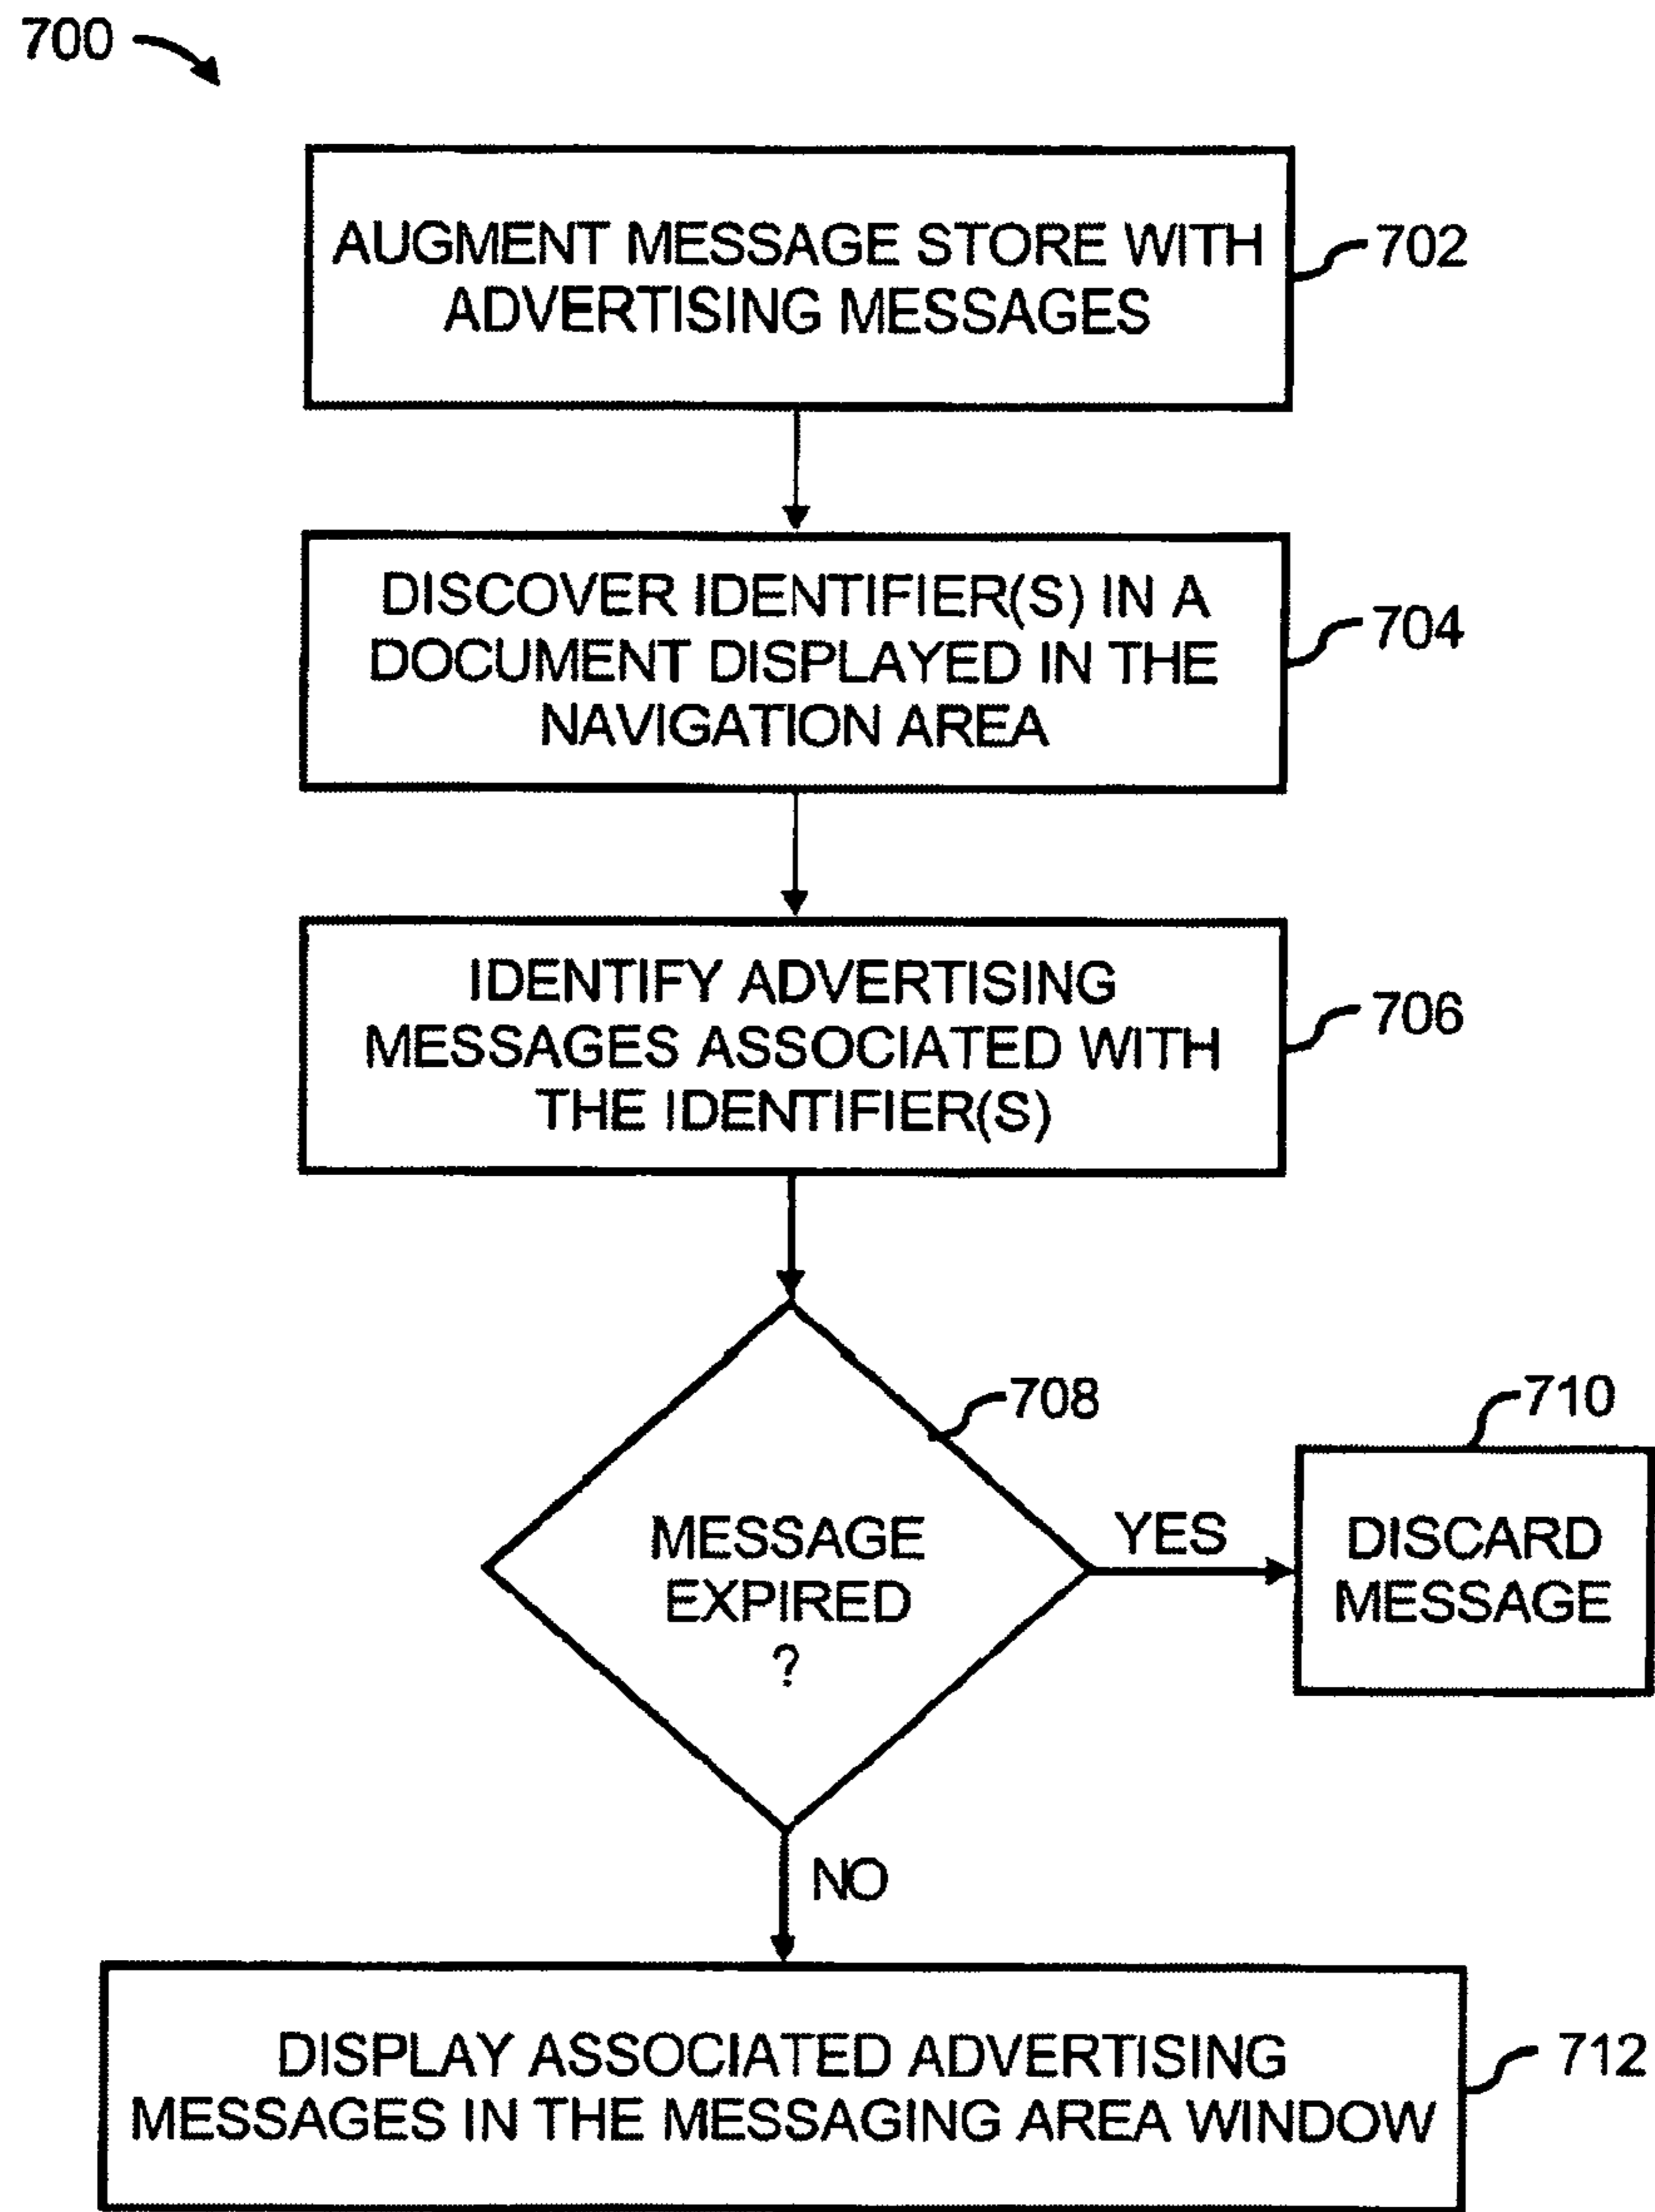 700
AUGMENT MESSAGE STORE WITH
ADVERTISING MESSAGES
702
DISCOVER IDENTIFIER(S) IN A
DOCUMENT DISPLAYED IN THE
NAVIGATION AREA
704
IDENTIFY ADVERTISING
MESSAGES ASSOCIATED WITH
THE IDENTIFIER(S)
706
708
MESSAGE
EXPIRED
?
YES
710
DISCARD
MESSAGE
NO
DISPLAY ASSOCIATED ADVERTISING
MESSAGES IN THE MESSAGING AREA WINDOW
712